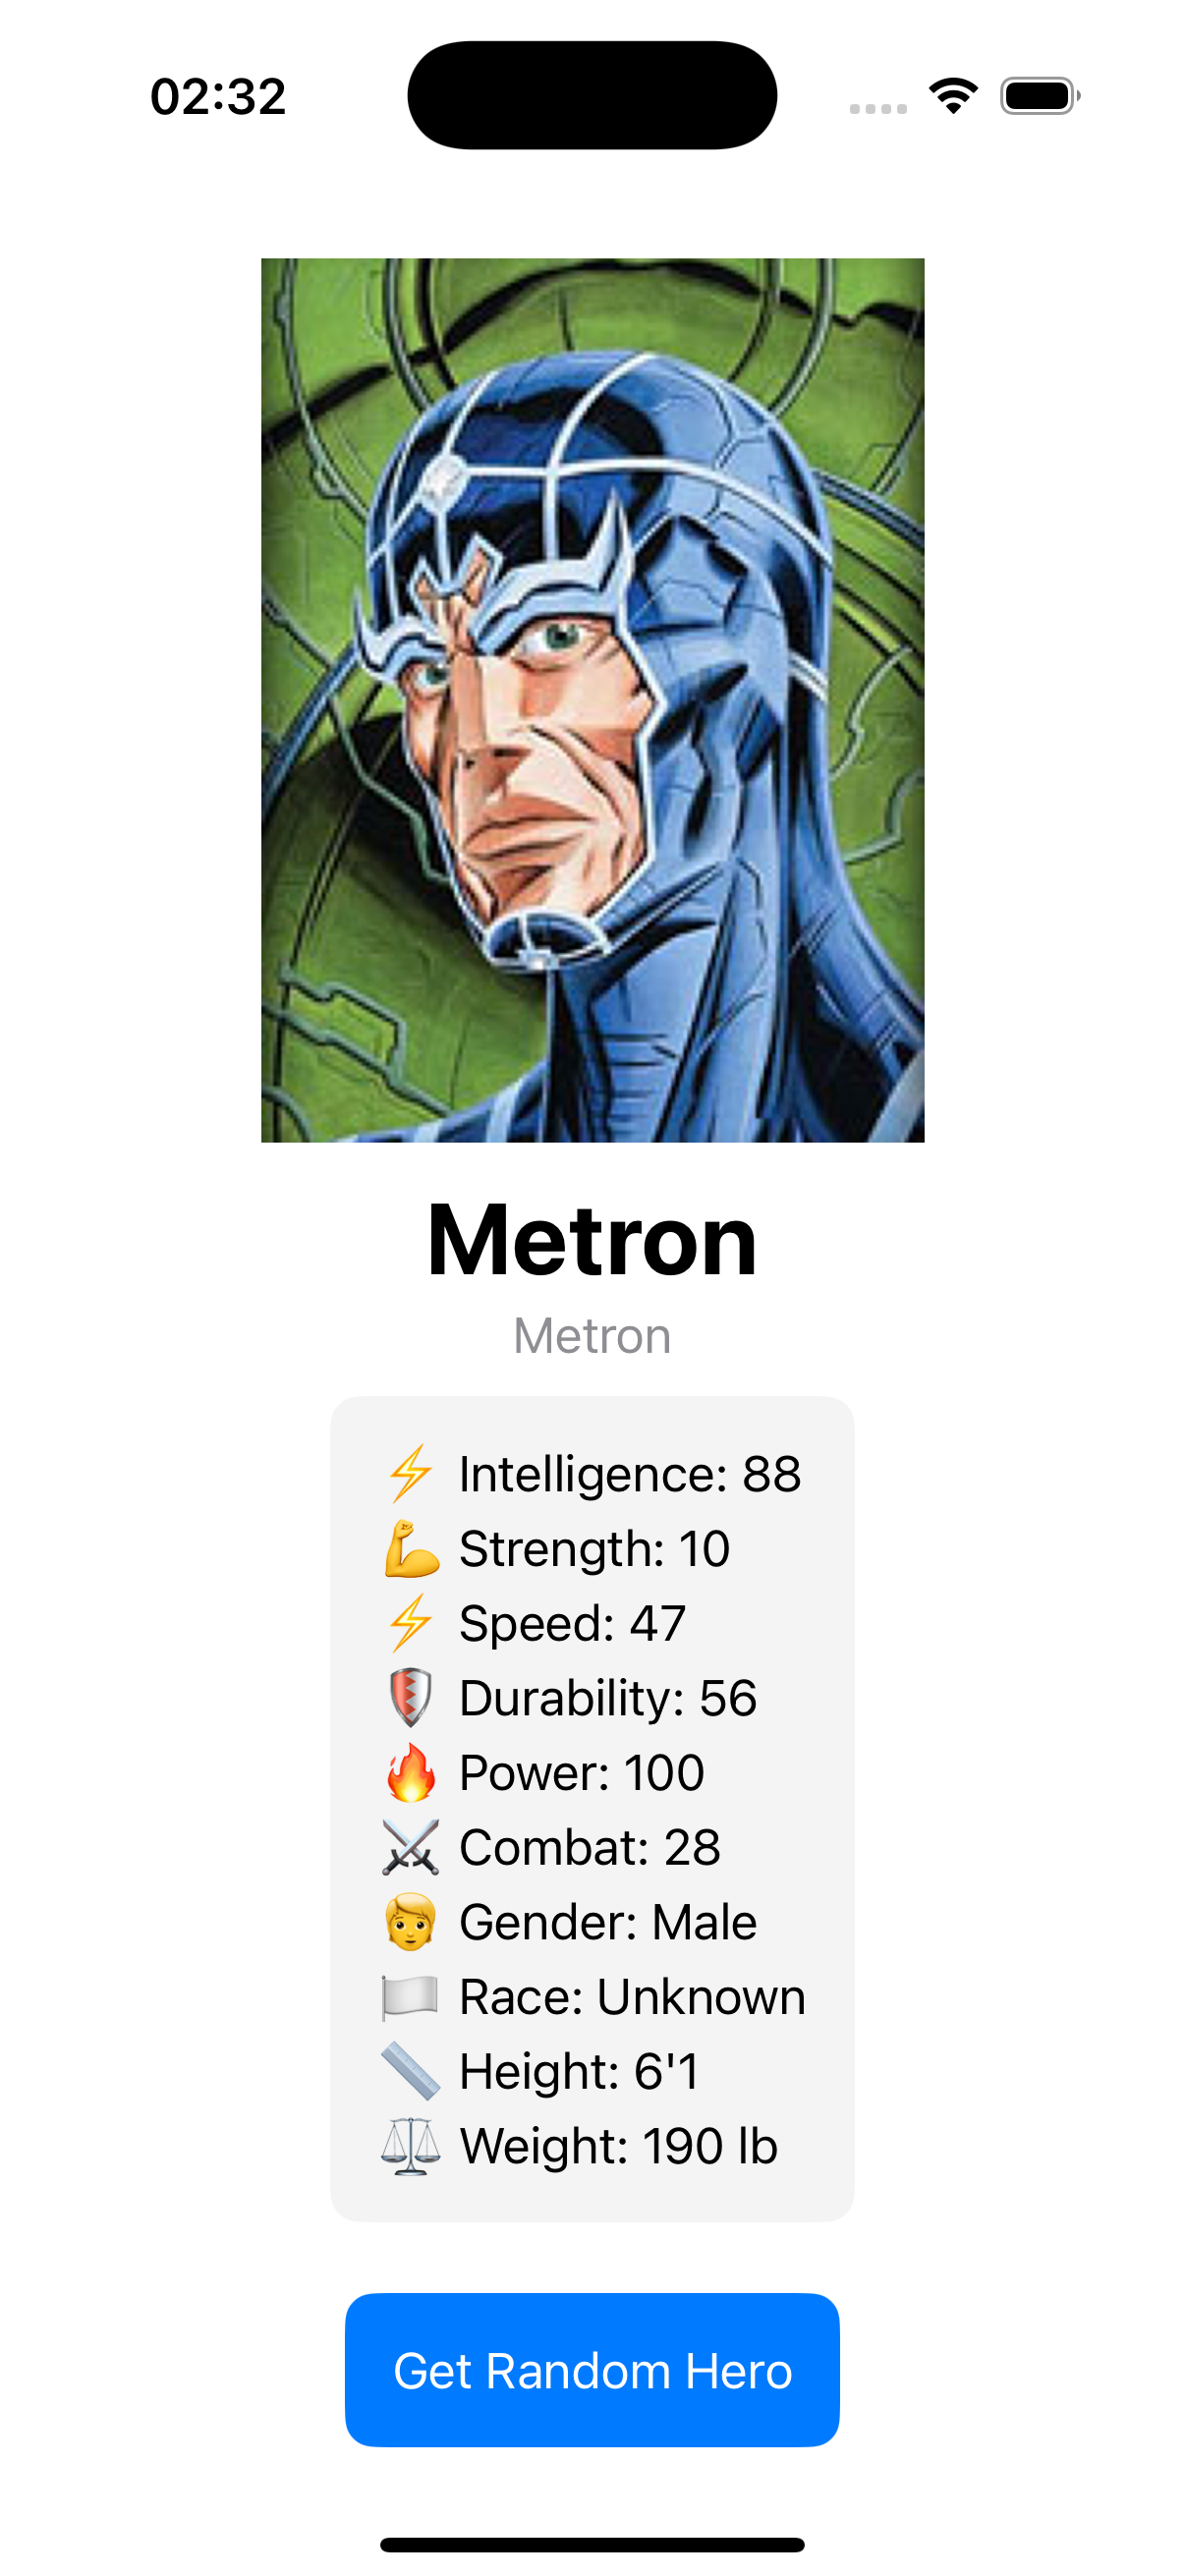 02:32
Metron
Metron
⚡ Intelligence: 88
💪 Strength: 10
⚡ Speed: 47
🛡️ Durability: 56
🔥 Power: 100
⚔️ Combat: 28
🧑 Gender: Male
🏳️ Race: Unknown
📏 Height: 6'1
⚖️ Weight: 190 lb
Get Random Hero